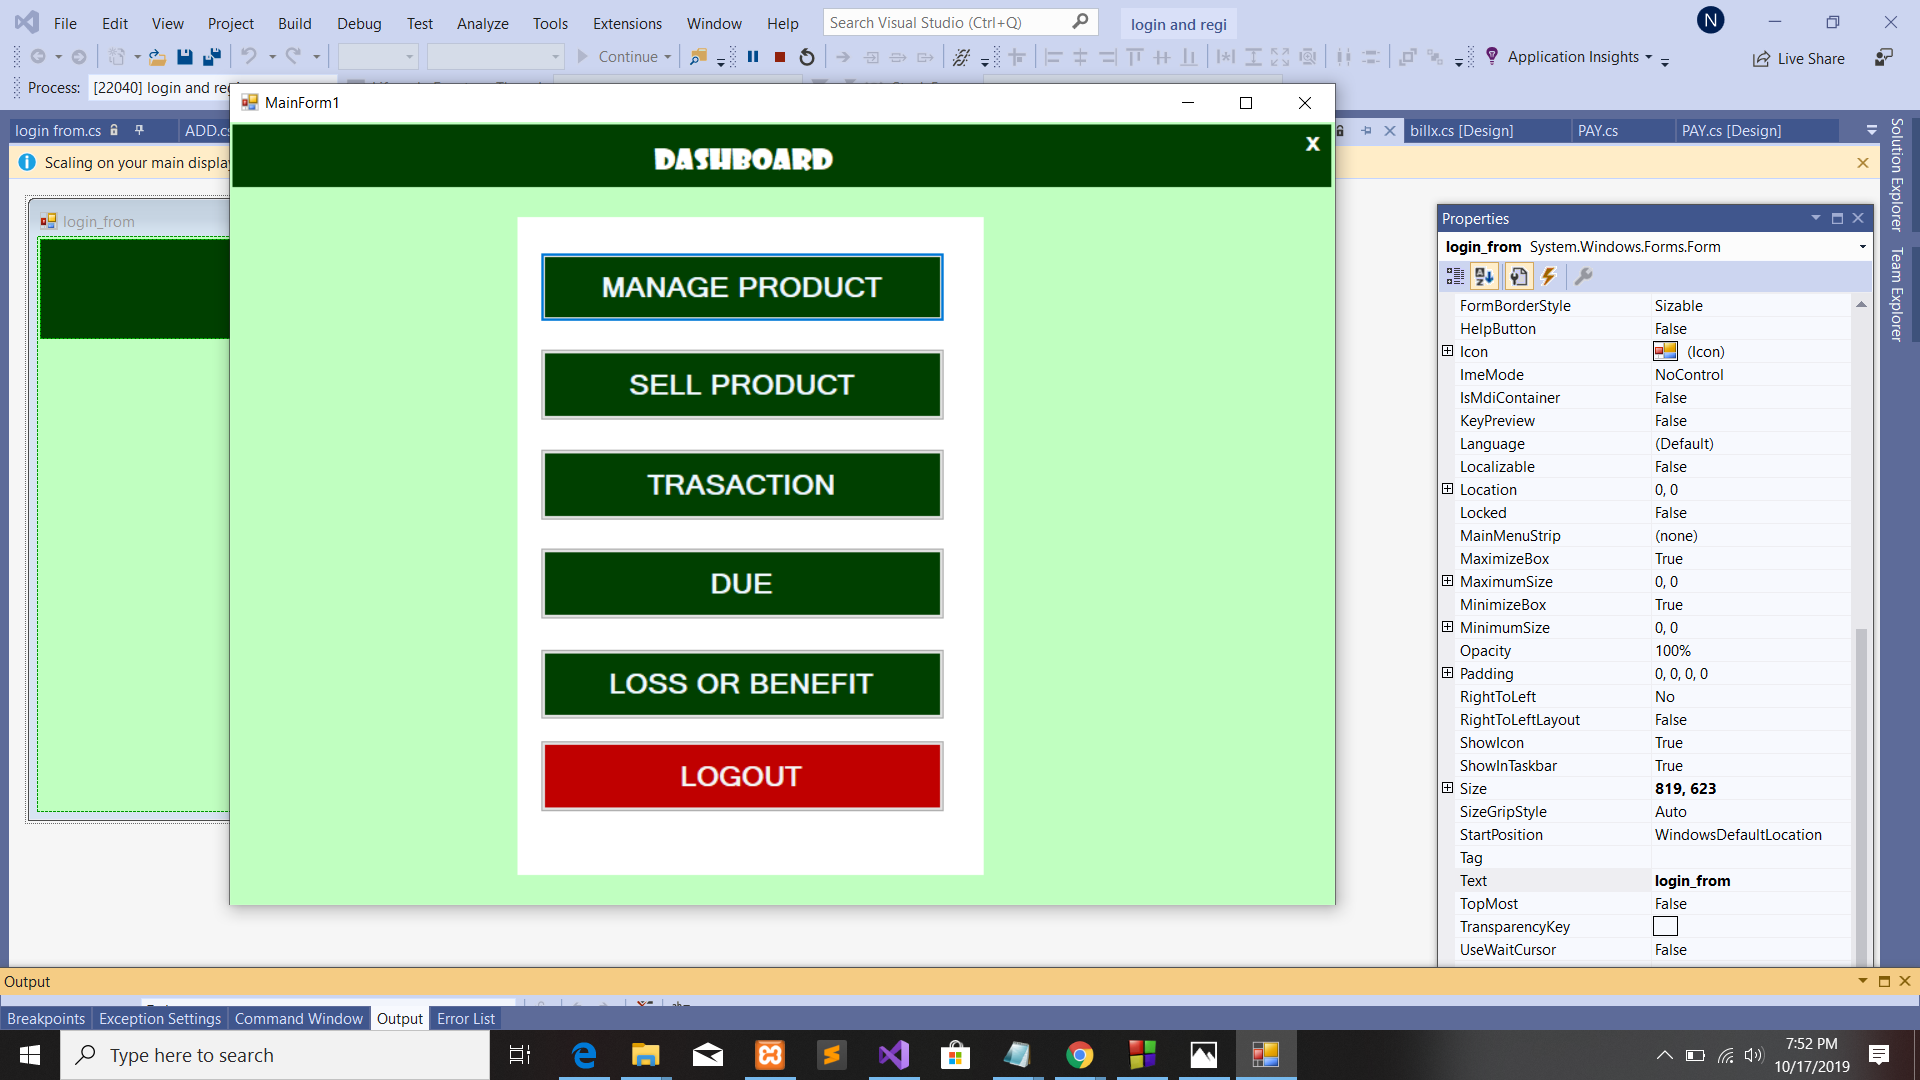 File Edit View Project Build Debug Test Analyze Tools Extensions Window Help Search Visual Studio (Ctrl+Q) login and regi N
Continue Application Insights Live Share
Process: [22040] login and
MainForm1
login from.cs ADD.cs billx.cs [Design] PAY.cs PAY.cs [Design]
Scaling on your main display
DASHBOARD X
login_from
MANAGE PRODUCT
SELL PRODUCT
TRASACTION
DUE
LOSS OR BENEFIT
LOGOUT
Solution Explorer
Team Explorer
Properties
login_from System.Windows.Forms.Form
FormBorderStyle Sizable
HelpButton False
Icon (Icon)
ImeMode NoControl
IsMdiContainer False
KeyPreview False
Language (Default)
Localizable False
Location 0, 0
Locked False
MainMenuStrip (none)
MaximizeBox True
MaximumSize 0, 0
MinimizeBox True
MinimumSize 0, 0
Opacity 100%
Padding 0, 0, 0, 0
RightToLeft No
RightToLeftLayout False
ShowIcon True
ShowInTaskbar True
Size 819, 623
SizeGripStyle Auto
StartPosition WindowsDefaultLocation
Tag
Text login_from
TopMost False
TransparencyKey
UseWaitCursor False
Output
Breakpoints Exception Settings Command Window Output Error List
Type here to search
7:52 PM
10/17/2019